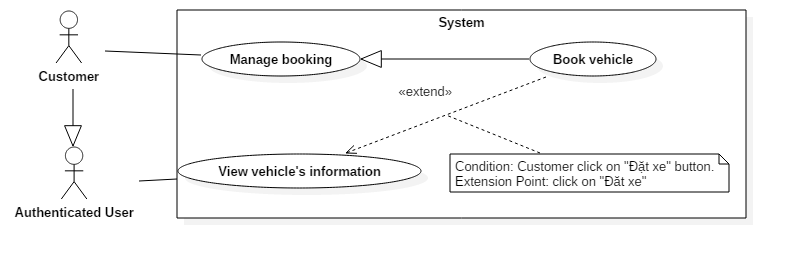 System
Customer
Manage booking
Book vehicle
«extend»
View vehicle's information
Condition: Customer click on "Đặt xe" button.
Extension Point: click on "Đăt xe"
Authenticated User